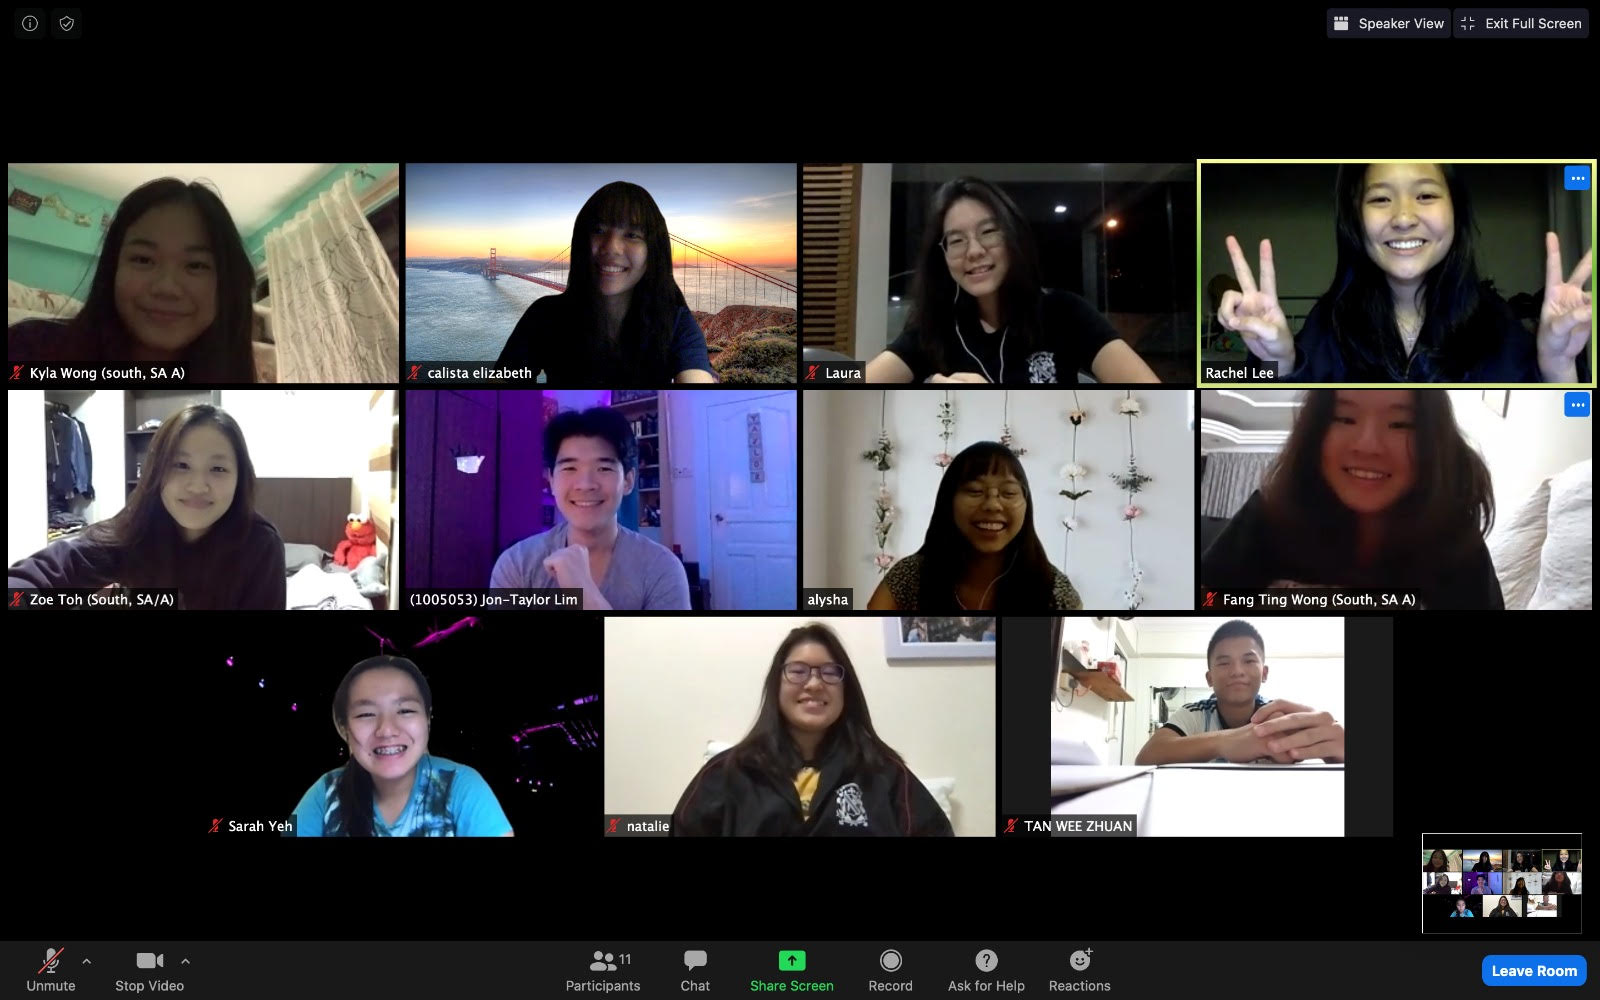 Speaker View
Exit Full Screen
Kyla Wong (south, SA A)
calista elizabeth
Laura
Rachel Lee
Zoe Toh (South, SA/A)
(1005053) Jon-Taylor Lim
alysha
Fang Ting Wong (South, SA A)
Sarah Yeh
natalie
TAN WEE ZHUAN
Unmute
Stop Video
Participants 11
Chat
Share Screen
Record
Ask for Help
Reactions
Leave Room